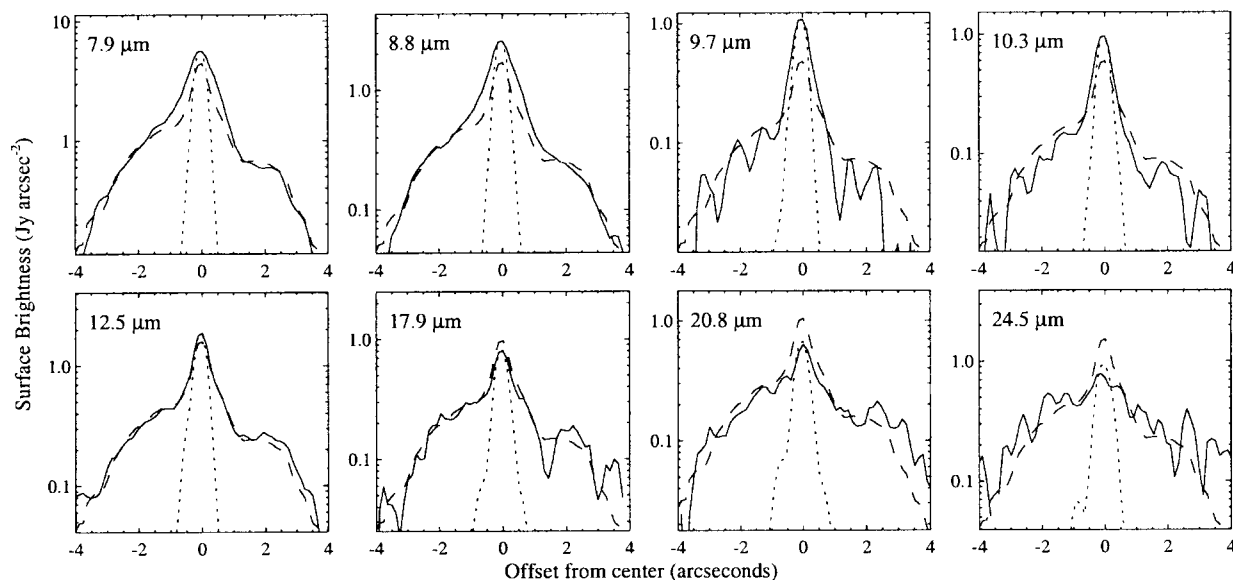 Surface Brightness (Jy arcsec⁻²)
7.9 µm
8.8 µm
9.7 µm
10.3 µm
10
1
1.0
0.1
1.0
0.1
1.0
0.1
-4 -2 0 2 4
-4 -2 0 2 4
-4 -2 0 2 4
-4 -2 0 2 4
12.5 µm
17.9 µm
20.8 µm
24.5 µm
1.0
0.1
1.0
0.1
1.0
0.1
1.0
0.1
-4 -2 0 2 4
-4 -2 0 2 4
-4 -2 0 2 4
-4 -2 0 2 4
Offset from center (arcseconds)